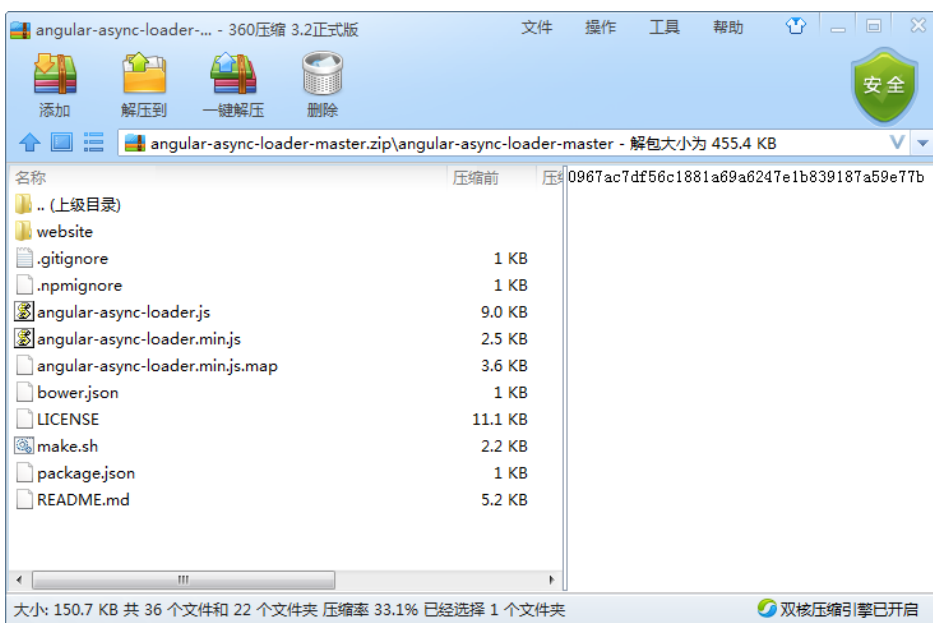 angular-async-loader-... - 360压缩 3.2正式版 文件 操作 工具 帮助
添加 解压到 一键解压 删除 安全
angular-async-loader-master.zip\angular-async-loader-master - 解包大小为 455.4 KB
名称 压缩前 压缩
0967ac7df56c1881a69a6247e1b839187a59e77b
.. (上级目录)
website
.gitignore 1 KB
.npmignore 1 KB
angular-async-loader.js 9.0 KB
angular-async-loader.min.js 2.5 KB
angular-async-loader.min.js.map 3.6 KB
bower.json 1 KB
LICENSE 11.1 KB
make.sh 2.2 KB
package.json 1 KB
README.md 5.2 KB
大小: 150.7 KB 共 36 个文件和 22 个文件夹 压缩率 33.1% 已经选择 1 个文件夹 双核压缩引擎已开启